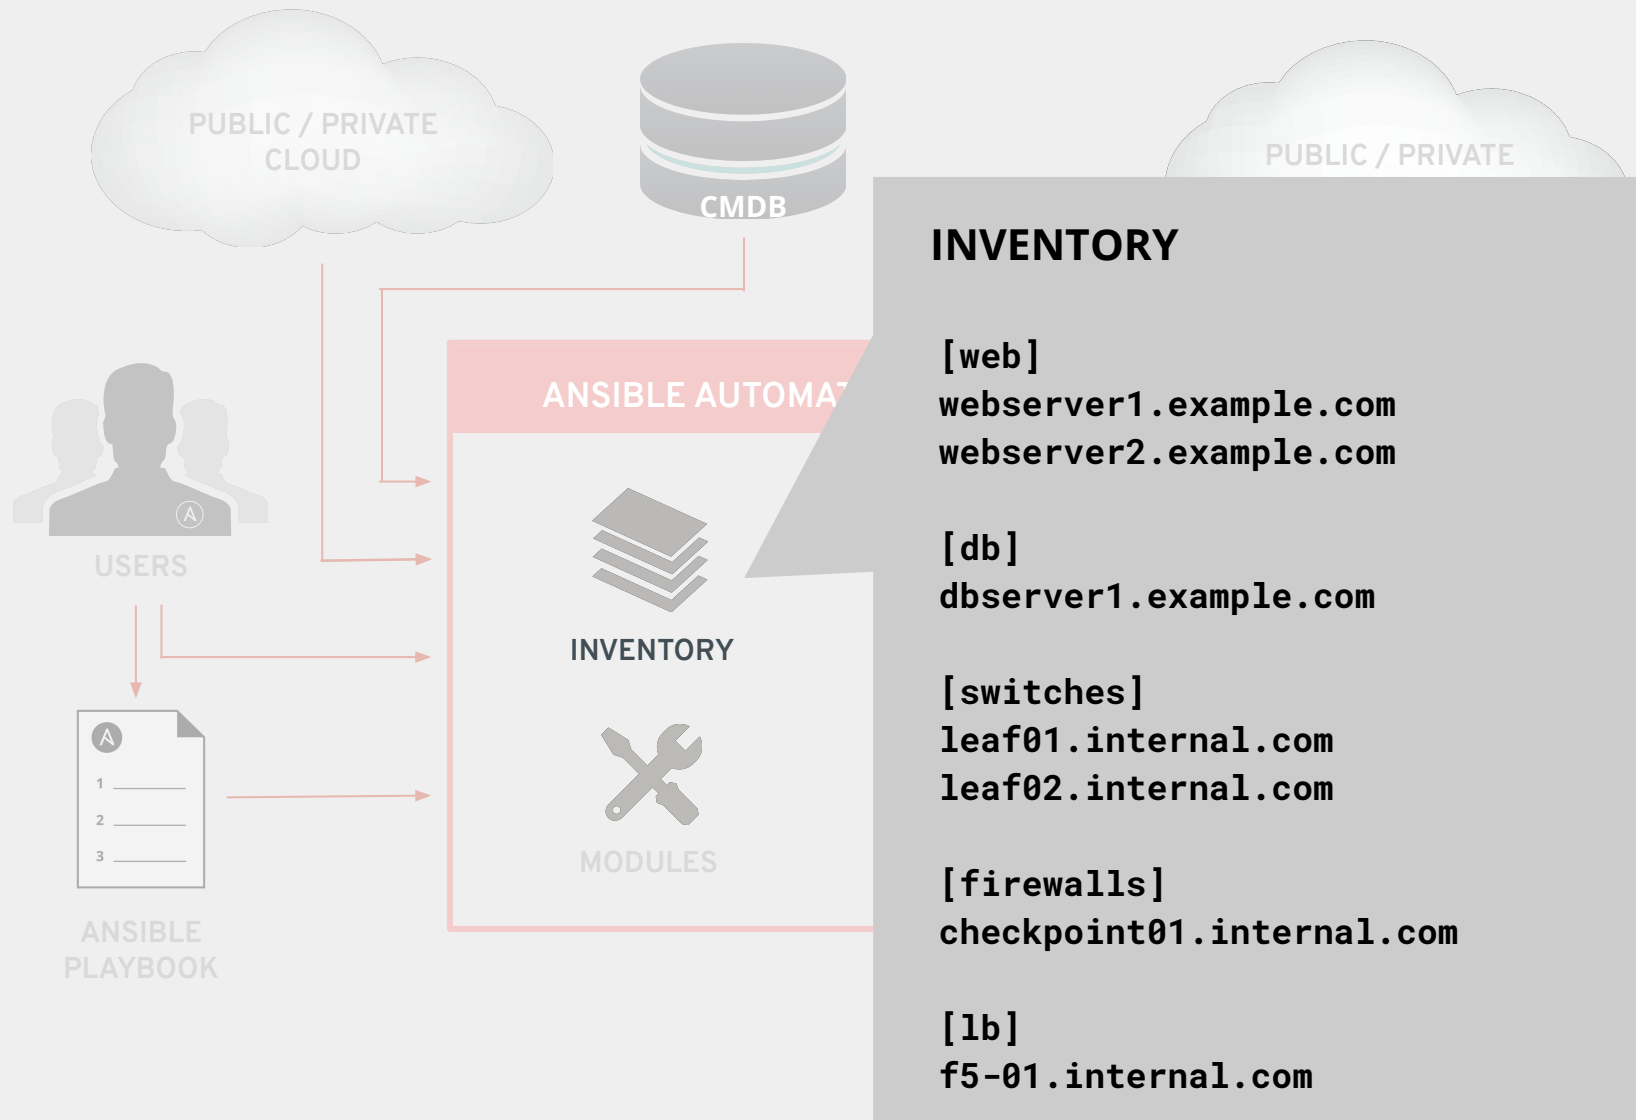 PUBLIC / PRIVATE
CLOUD
CMDB
PUBLIC / PRIVATE
USERS
1
2
3
ANSIBLE
PLAYBOOK
ANSIBLE AUTOMAT
INVENTORY
MODULES
INVENTORY
[web]
webserver1.example.com
webserver2.example.com
[db]
dbserver1.example.com
[switches]
leaf01.internal.com
leaf02.internal.com
[firewalls]
checkpoint01.internal.com
[lb]
f5-01.internal.com